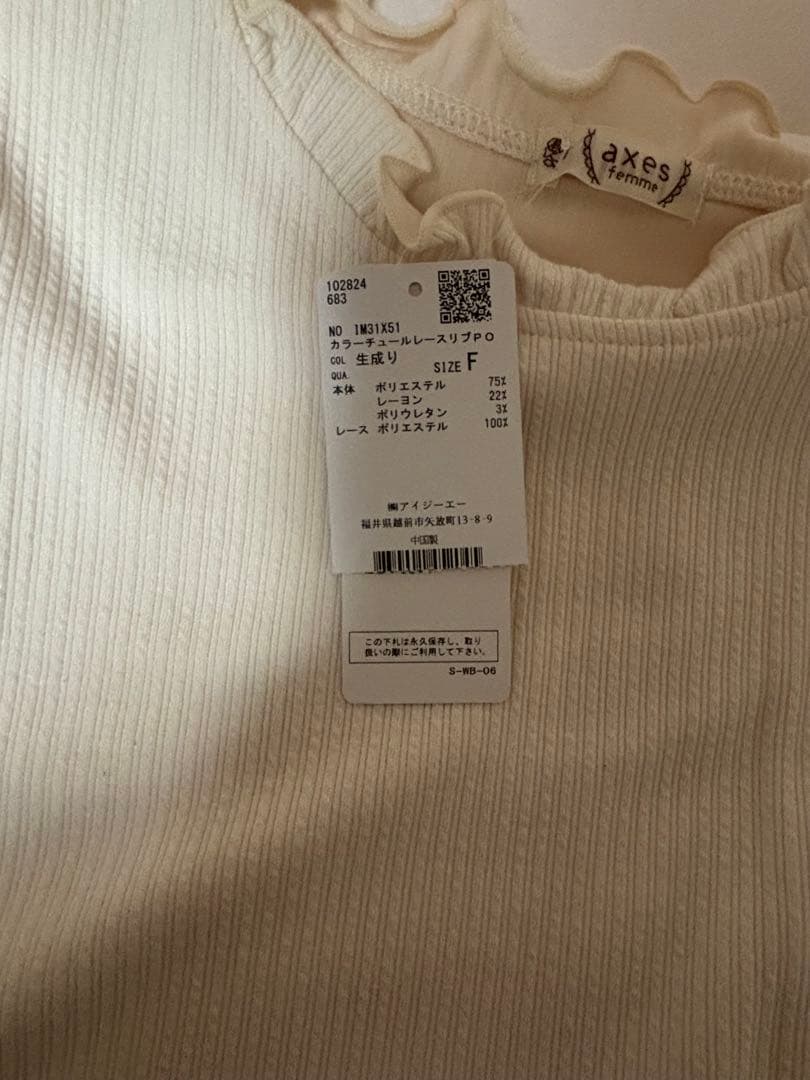 axes
femme
102824
683
NO IM31X51
カラーチュールレースリブPO
COL 生成り
SIZE F
QUA.
本体 ポリエステル 75%
レーヨン 22%
ポリウレタン 3%
レース ポリエステル 100%
㈱アイジーエー
福井県越前市矢放町13-8-9
中国製
この下札は永久保存し、取り
扱いの際にご利用して下さい。
S-WB-06